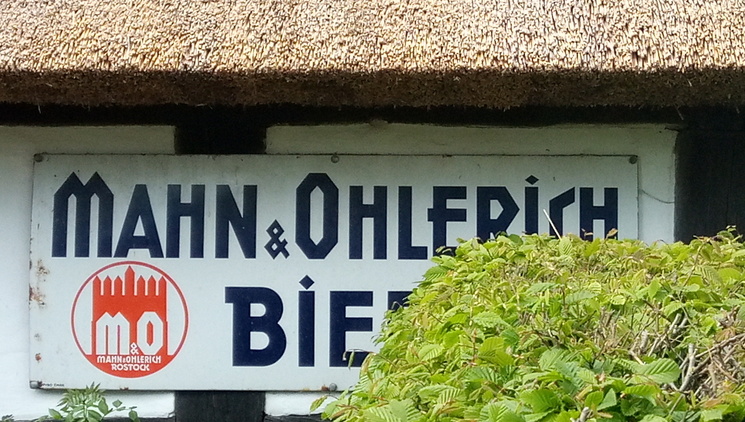 MAHN & OHLERICH
BIE
M&O
MAHN & OHLERICH
ROSTOCK